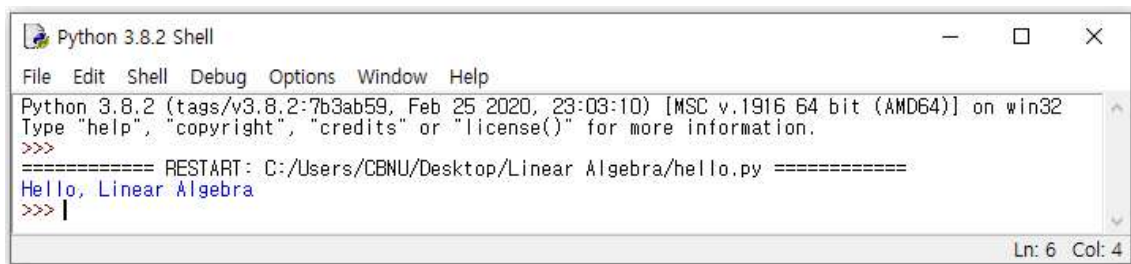 Python 3.8.2 Shell
File Edit Shell Debug Options Window Help
Python 3.8.2 (tags/v3.8.2:7b3ab59, Feb 25 2020, 23:03:10) [MSC v.1916 64 bit (AMD64)] on win32
Type "help", "copyright", "credits" or "license()" for more information.
>>>
============ RESTART: C:/Users/CBNU/Desktop/Linear Algebra/hello.py ============
Hello, Linear Algebra
>>>
Ln: 6 Col: 4